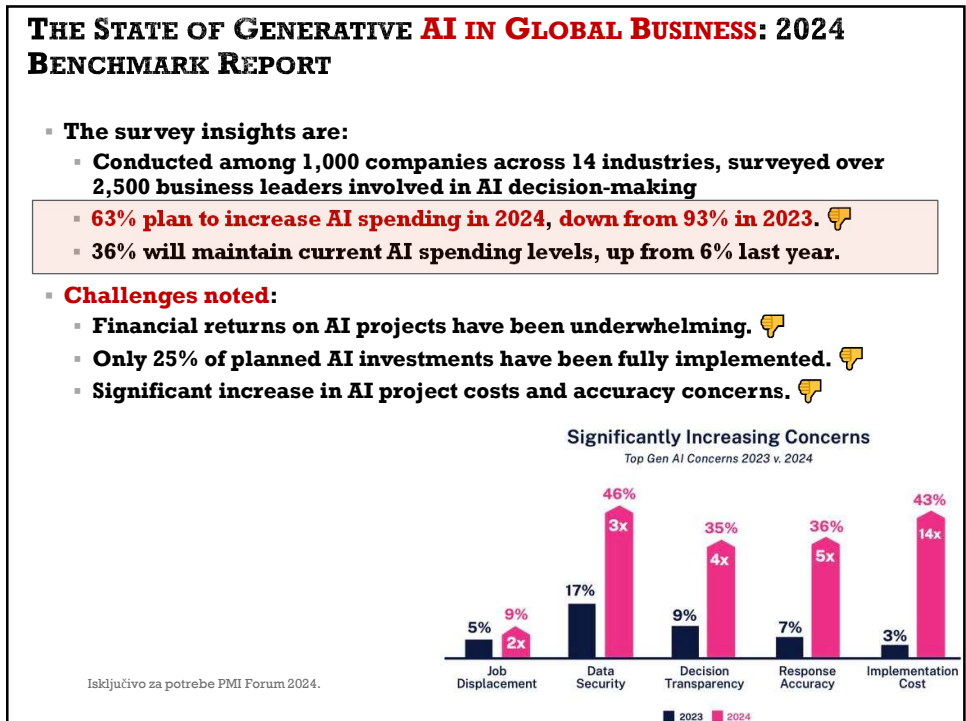 THE STATE OF GENERATIVE AI IN GLOBAL BUSINESS: 2024
BENCHMARK REPORT
The survey insights are:
Conducted among 1,000 companies across 14 industries, surveyed over
2,500 business leaders involved in AI decision-making
63% plan to increase AI spending in 2024, down from 93% in 2023.
36% will maintain current AI spending levels, up from 6% last year.
Challenges noted:
Financial returns on AI projects have been underwhelming.
Only 25% of planned AI investments have been fully implemented.
Significant increase in AI project costs and accuracy concerns.
Significantly Increasing Concerns
Top Gen AI Concerns 2023 v. 2024
5% 9% 2x
17% 46% 3x
9% 35% 4x
7% 36% 5x
3% 43% 14x
Job Displacement
Data Security
Decision Transparency
Response Accuracy
Implementation Cost
2023 2024
Isključivo za potrebe PMI Forum 2024.